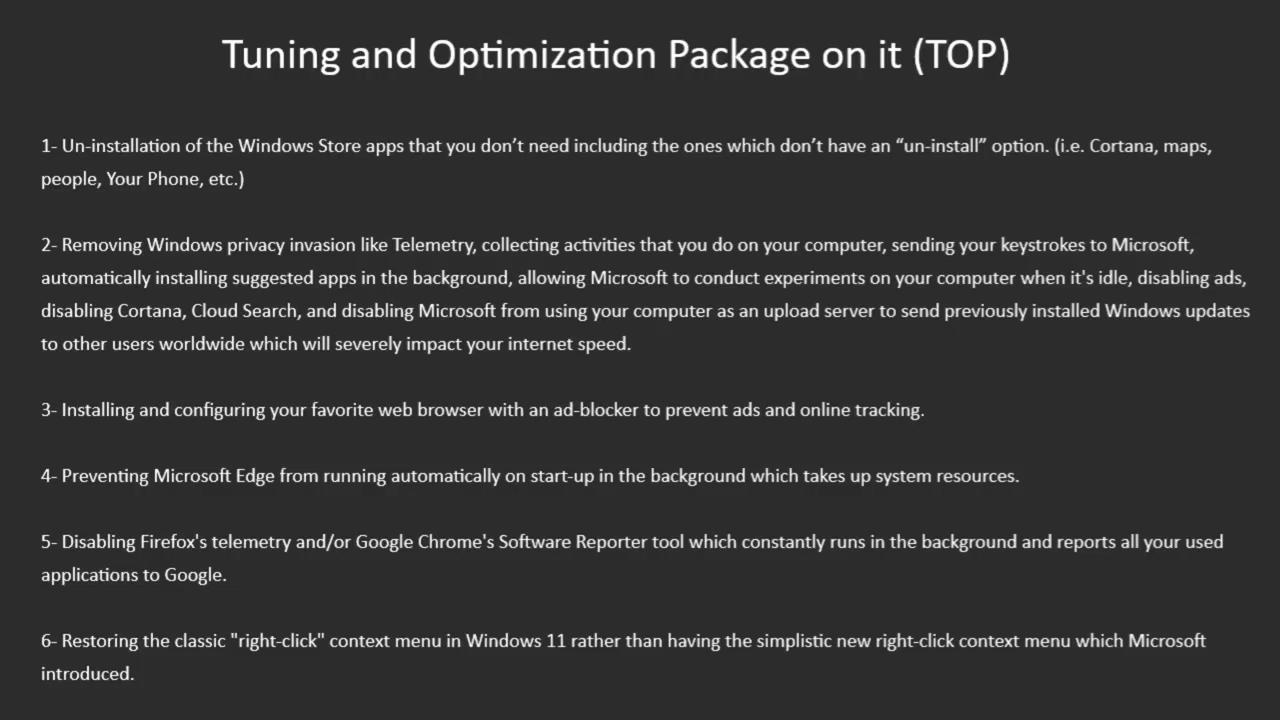 Tuning and Optimization Package on it (TOP)
1- Un-installation of the Windows Store apps that you don’t need including the ones which don’t have an “un-install” option. (i.e. Cortana, maps,
people, Your Phone, etc.)
2- Removing Windows privacy invasion like Telemetry, collecting activities that you do on your computer, sending your keystrokes to Microsoft,
automatically installing suggested apps in the background, allowing Microsoft to conduct experiments on your computer when it's idle, disabling ads,
disabling Cortana, Cloud Search, and disabling Microsoft from using your computer as an upload server to send previously installed Windows updates
to other users worldwide which will severely impact your internet speed.
3- Installing and configuring your favorite web browser with an ad-blocker to prevent ads and online tracking.
4- Preventing Microsoft Edge from running automatically on start-up in the background which takes up system resources.
5- Disabling Firefox's telemetry and/or Google Chrome's Software Reporter tool which constantly runs in the background and reports all your used
applications to Google.
6- Restoring the classic "right-click" context menu in Windows 11 rather than having the simplistic new right-click context menu which Microsoft
introduced.